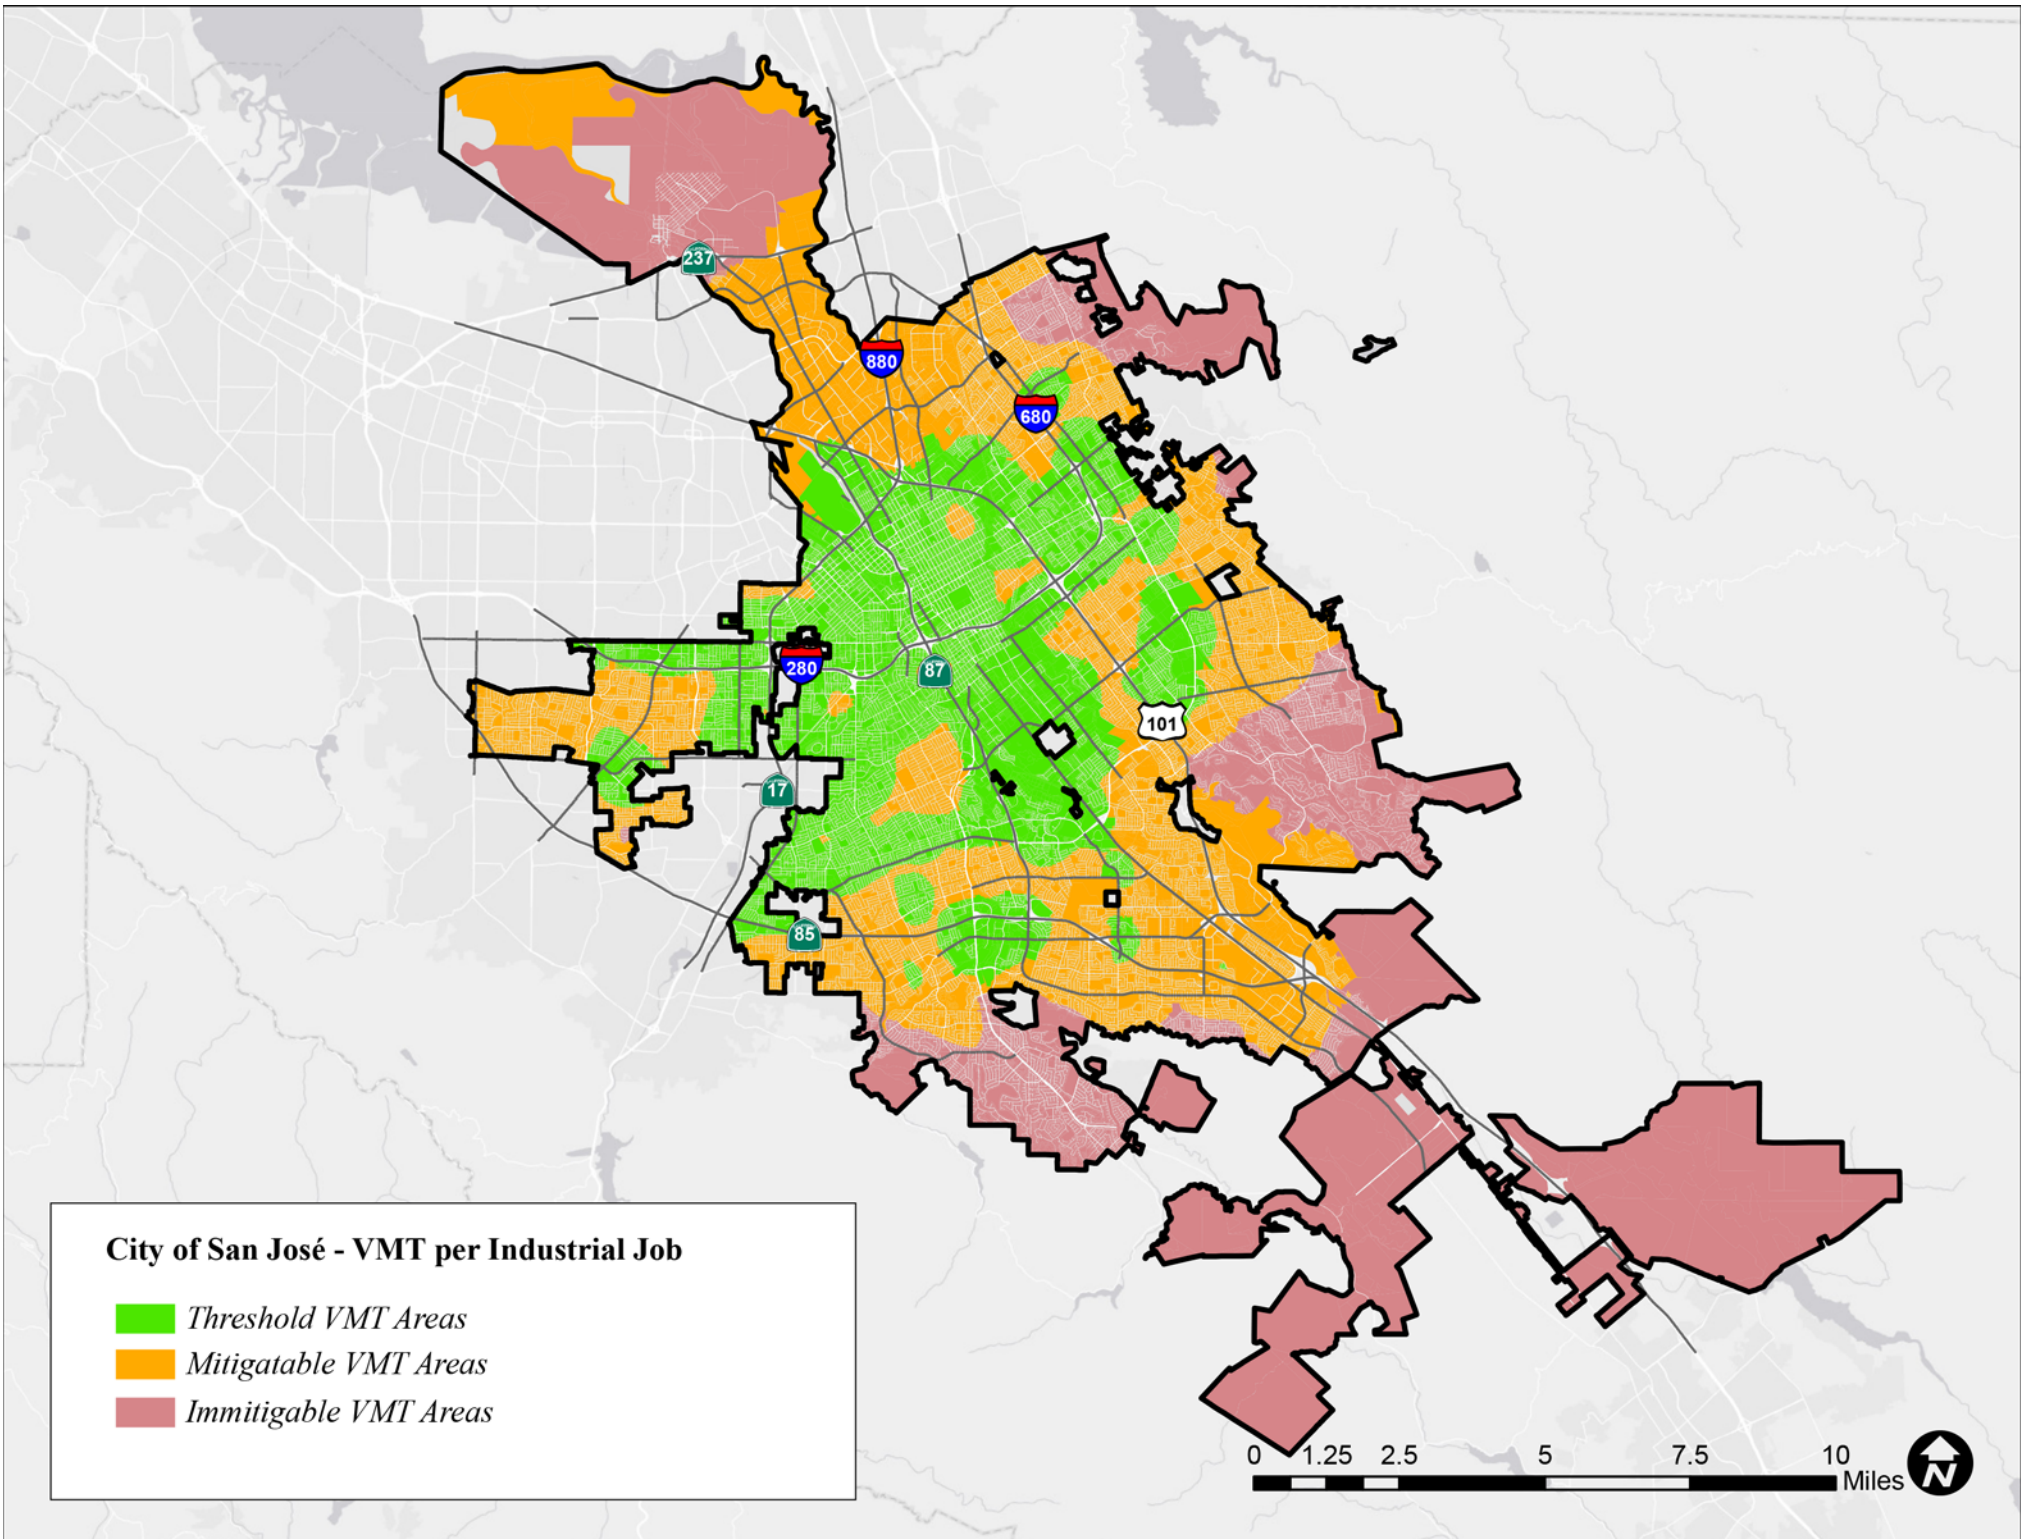 237
880
680
280
87
101
17
85
City of San José - VMT per Industrial Job
Threshold VMT Areas
Mitigatable VMT Areas
Immitigable VMT Areas
0 1.25 2.5 5 7.5 10
Miles
N